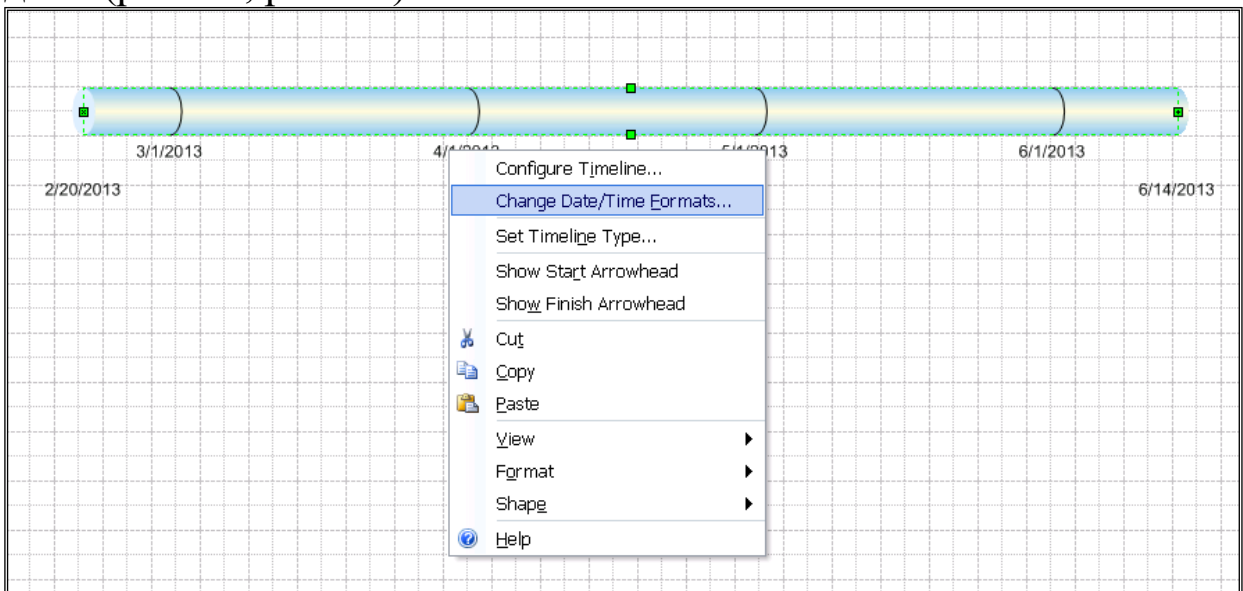 3/1/2013
6/1/2013
2/20/2013
6/14/2013
Configure Timeline...
Change Date/Time Formats...
Set Timeline Type...
Show Start Arrowhead
Show Finish Arrowhead
Cut
Copy
Paste
View
Format
Shape
Help